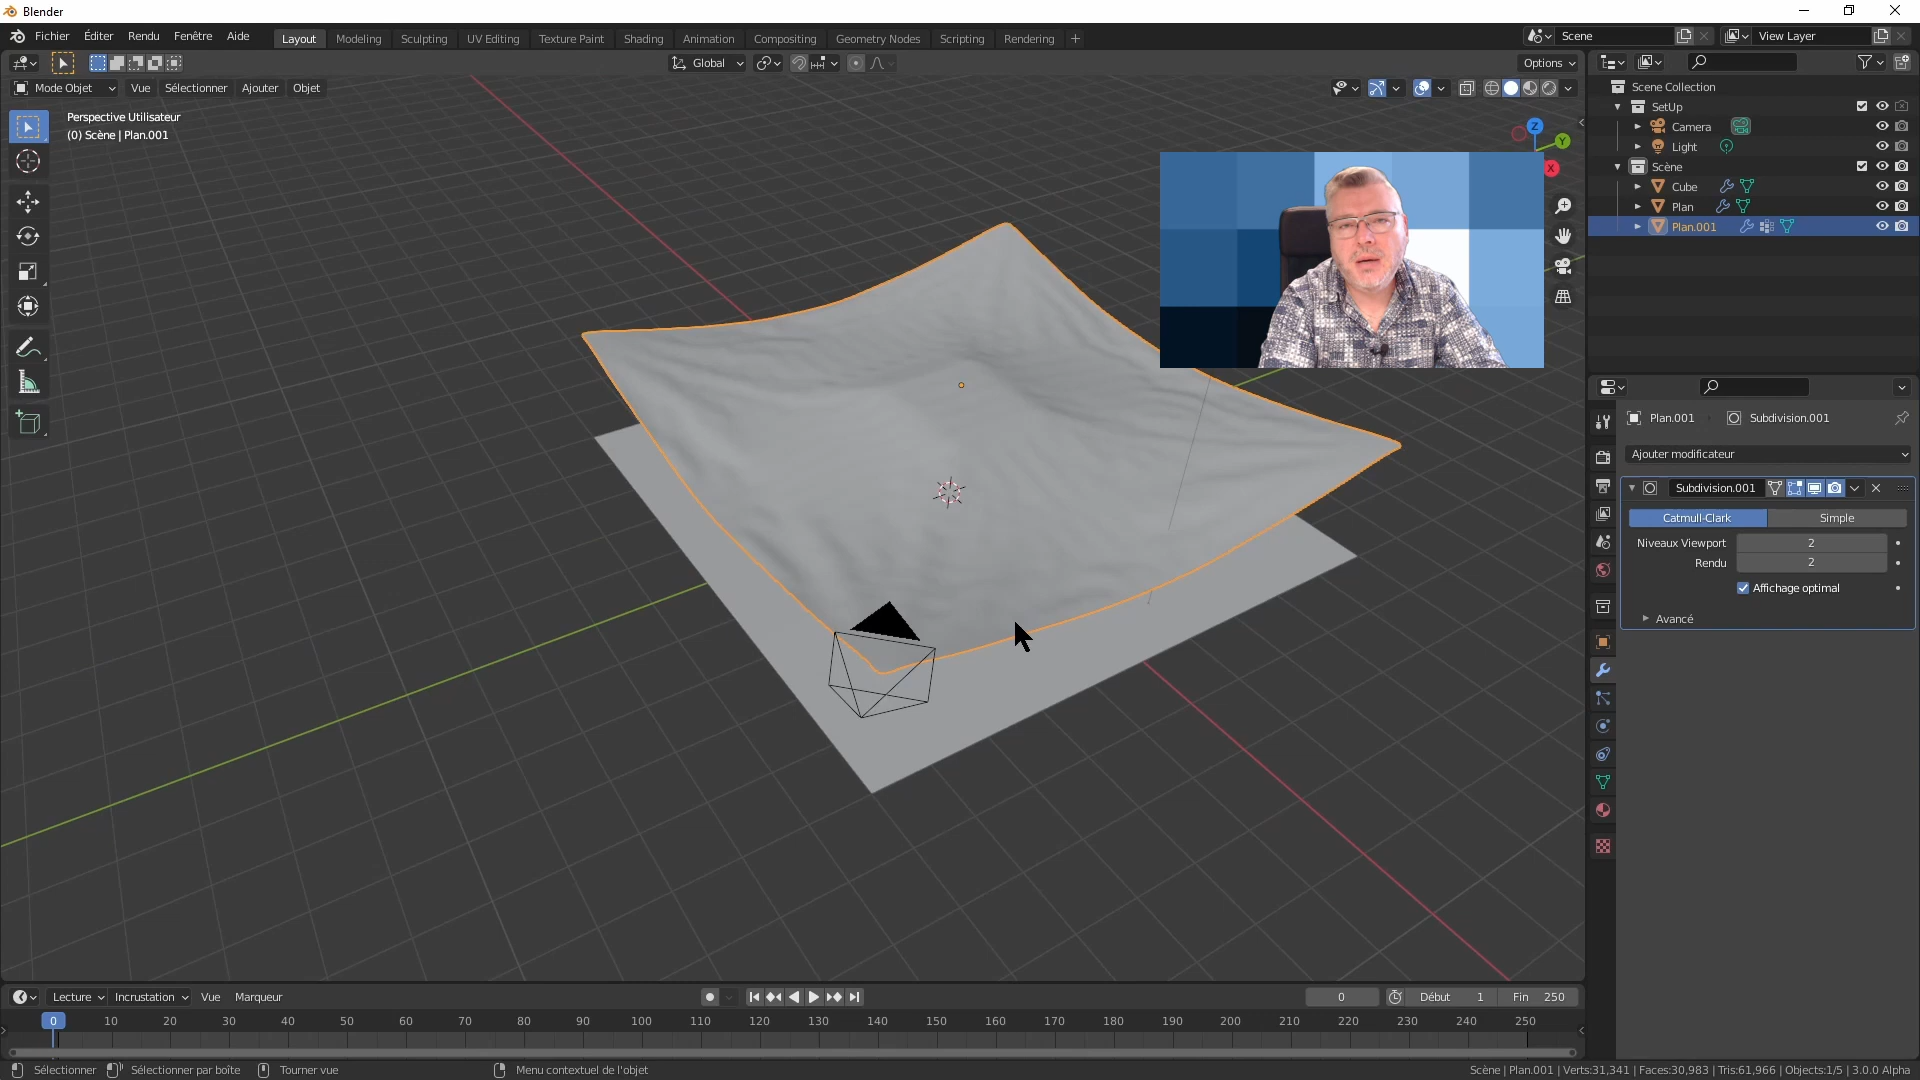 Blender
Fichier Éditer Rendu Fenêtre Aide Layout Modeling Sculpting UV Editing Texture Paint Shading Animation Compositing Geometry Nodes Scripting Rendering + Scene View Layer
Global Options
Mode Objet Vue Sélectionner Ajouter Objet
Perspective Utilisateur
(0) Scène | Plan.001
Z
Y
X
Scene Collection
SetUp
Camera
Light
Scène
Cube
Plan
Plan.001
Plan.001 Subdivision.001
Ajouter modificateur
Subdivision.001
Catmull-Clark Simple
Niveaux Viewport 2
Rendu 2
Affichage optimal
Avancé
Lecture Incrustation Vue Marqueur 0 Début 1 Fin 250
0 10 20 30 40 50 60 70 80 90 100 110 120 130 140 150 160 170 180 190 200 210 220 230 240 250
Sélectionner Sélectionner par boîte Tourner vue Menu contextuel de l'objet Scène | Plan.001 | Verts:31,341 | Faces:30,983 | Tris:61,966 | Objects:1/5 | 3.0.0 Alpha